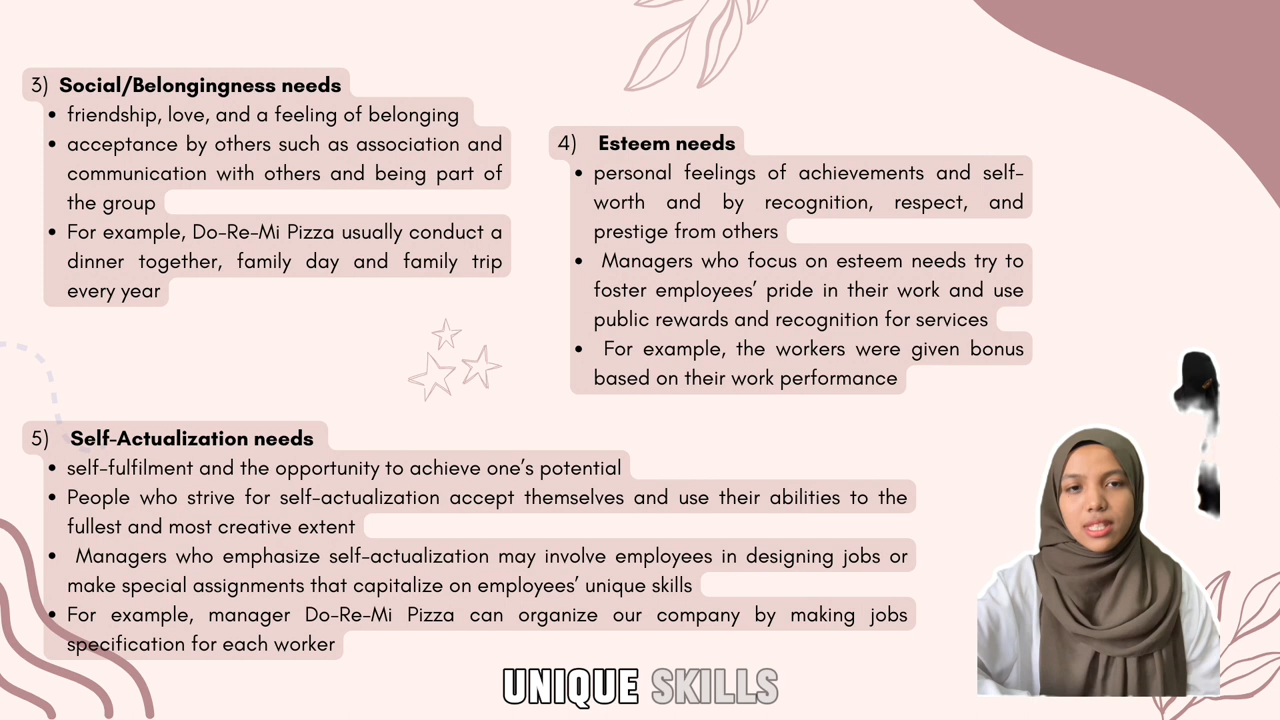 3) Social/Belongingness needs
• friendship, love, and a feeling of belonging
• acceptance by others such as association and
communication with others and being part of
the group
• For example, Do-Re-Mi Pizza usually conduct a
dinner together, family day and family trip
every year
4) Esteem needs
• personal feelings of achievements and self-
worth and by recognition, respect, and
prestige from others
• Managers who focus on esteem needs try to
foster employees’ pride in their work and use
public rewards and recognition for services
• For example, the workers were given bonus
based on their work performance
5) Self-Actualization needs
• self-fulfilment and the opportunity to achieve one’s potential
• People who strive for self-actualization accept themselves and use their abilities to the
fullest and most creative extent
• Managers who emphasize self-actualization may involve employees in designing jobs or
make special assignments that capitalize on employees’ unique skills
• For example, manager Do-Re-Mi Pizza can organize our company by making jobs
specification for each worker
UNIQUE SKILLS